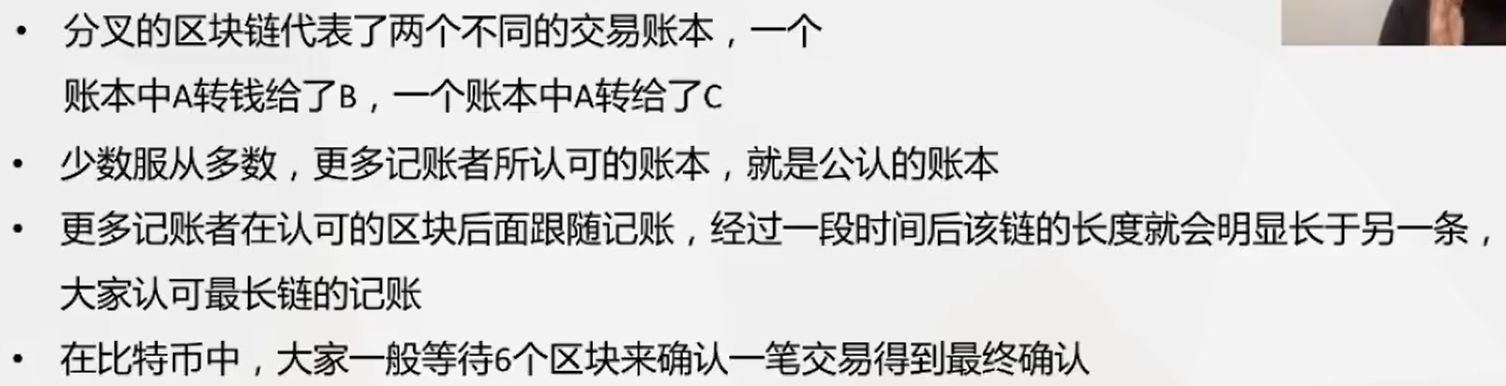 • 分叉的区块链代表了两个不同的交易账本，一个
账本中A转钱给了B，一个账本中A转给了C
• 少数服从多数，更多记账者所认可的账本，就是公认的账本
• 更多记账者在认可的区块后面跟随记账，经过一段时间后该链的长度就会明显长于另一条，
大家认可最长链的记账
• 在比特币中，大家一般等待6个区块来确认一笔交易得到最终确认